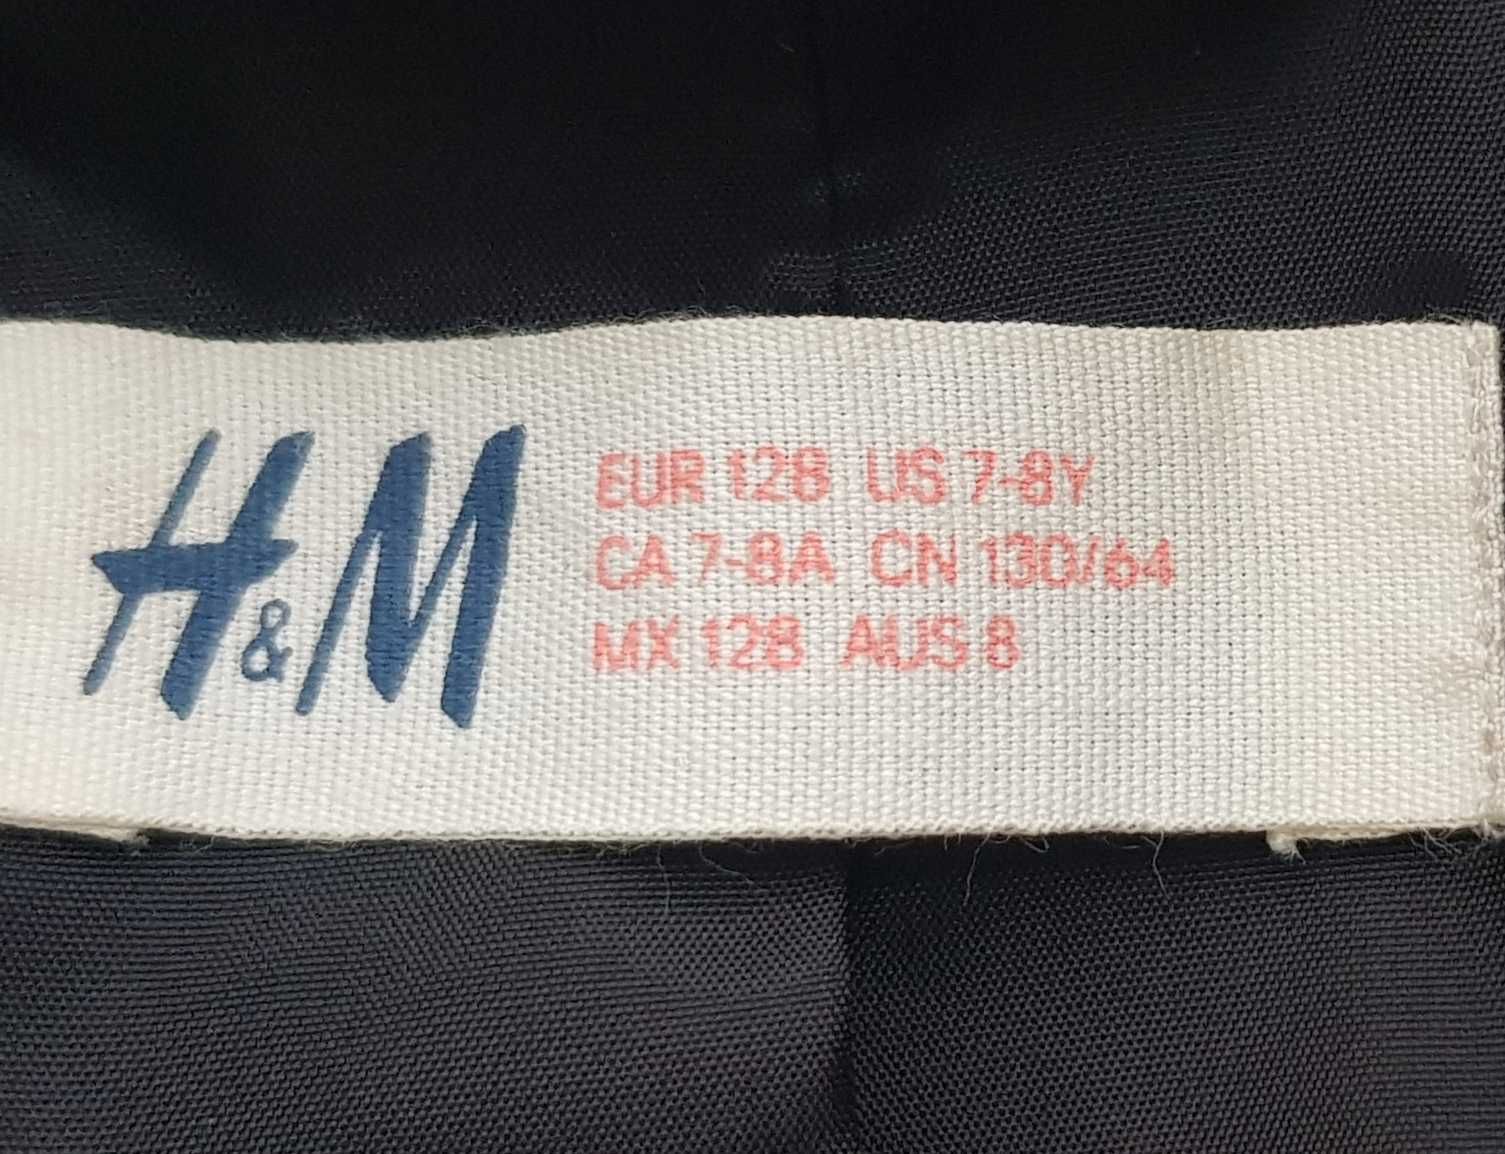 H&M
EUR 128 US 7-8Y
CA 7-8A CN 130/64
MX 128 AUS 8